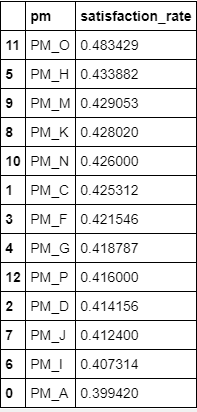 pm satisfaction_rate
11 PM_O 0.483429
5 PM_H 0.433882
9 PM_M 0.429053
8 PM_K 0.428020
10 PM_N 0.426000
1 PM_C 0.425312
3 PM_F 0.421546
4 PM_G 0.418787
12 PM_P 0.416000
2 PM_D 0.414156
7 PM_J 0.412400
6 PM_I 0.407314
0 PM_A 0.399420